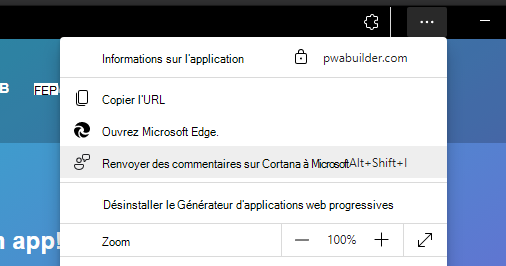 Informations sur l'application pwabuilder.com
B FEP
Copier l'URL
Ouvrez Microsoft Edge.
Renvoyer des commentaires sur Cortana à Microsoft Alt+Shift+I
Désinstaller le Générateur d'applications web progressives
n app!
Zoom 100%